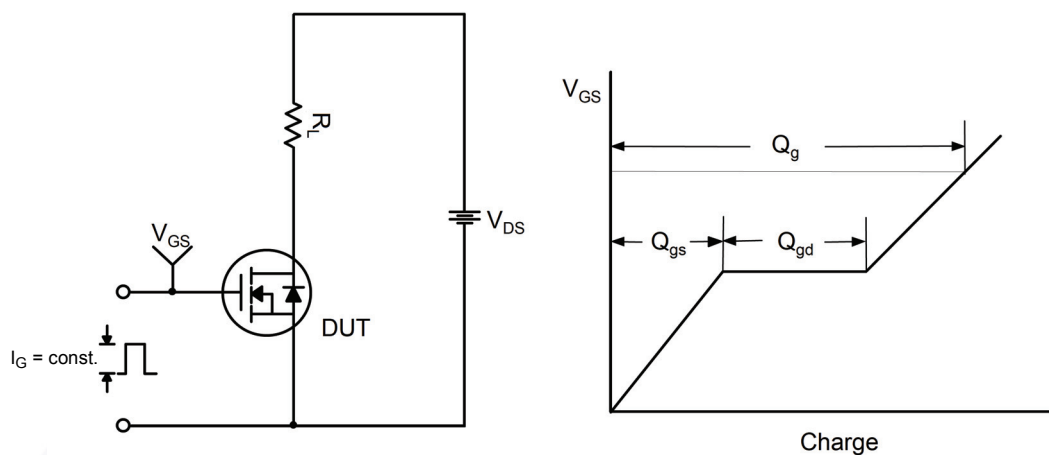 R_L
V_DS
V_GS
DUT
I_G = const.
V_GS
Q_g
Q_gs
Q_gd
Charge